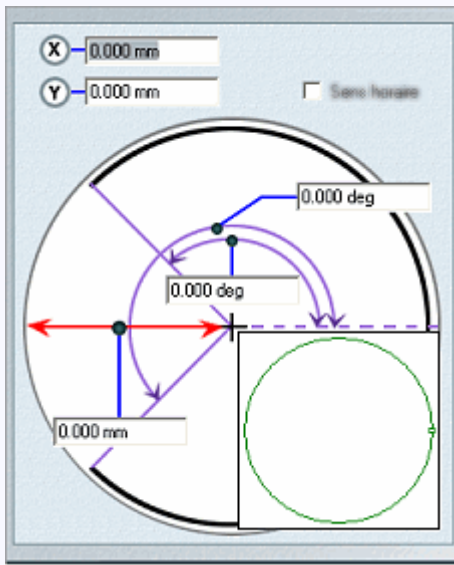 X 0.000 mm
Y 0.000 mm
Sens horaire
0.000 deg
0.000 deg
0.000 mm